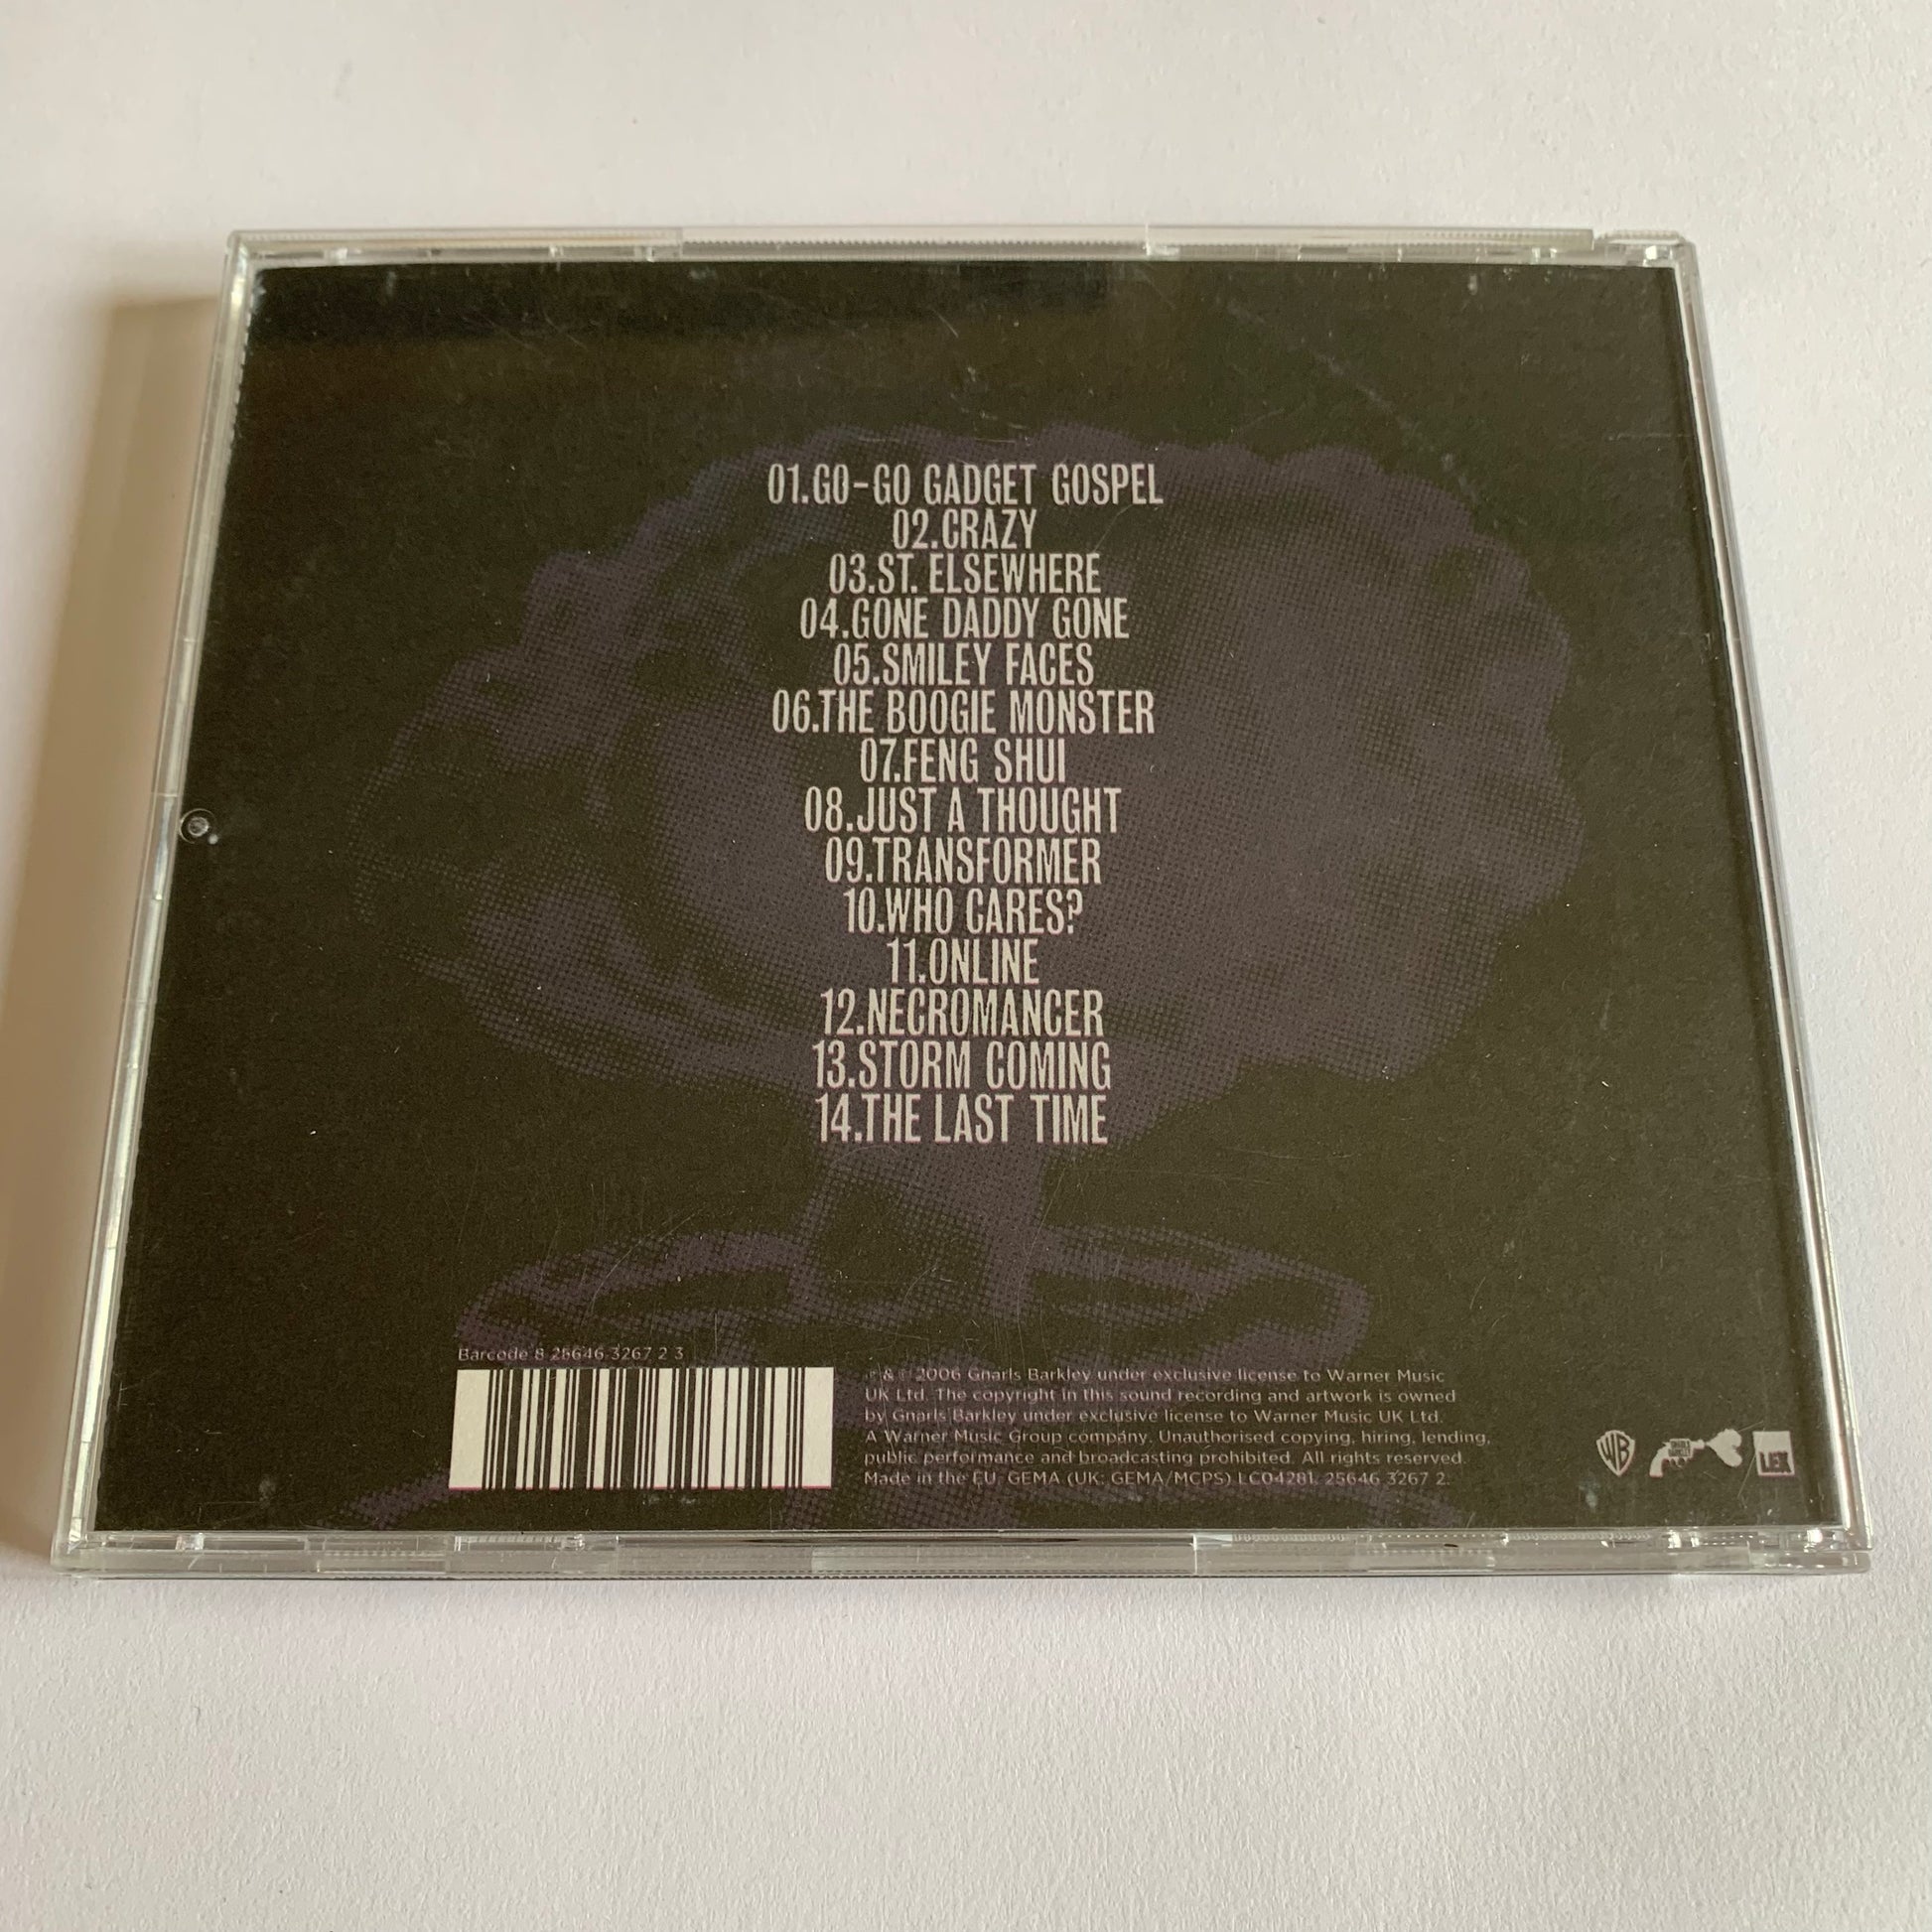 01.GO-GO GADGET GOSPEL
02.CRAZY
03.ST. ELSEWHERE
04.GONE DADDY GONE
05.SMILEY FACES
06.THE BOOGIE MONSTER
07.FENG SHUI
08.JUST A THOUGHT
09.TRANSFORMER
10.WHO CARES?
11.ONLINE
12.NECROMANCER
13.STORM COMING
14.THE LAST TIME
Barcode 8 25646 3267 2 3
℗ & © 2006 Gnarls Barkley under exclusive license to Warner Music
UK Ltd. The copyright in this sound recording and artwork is owned
by Gnarls Barkley under exclusive license to Warner Music UK Ltd.
A Warner Music Group company. Unauthorised copying, hiring, lending,
public performance and broadcasting prohibited. All rights reserved.
Made in the EU. GEMA (UK: GEMA/MCPS) LC04281. 25646 3267 2.
WB
LEX